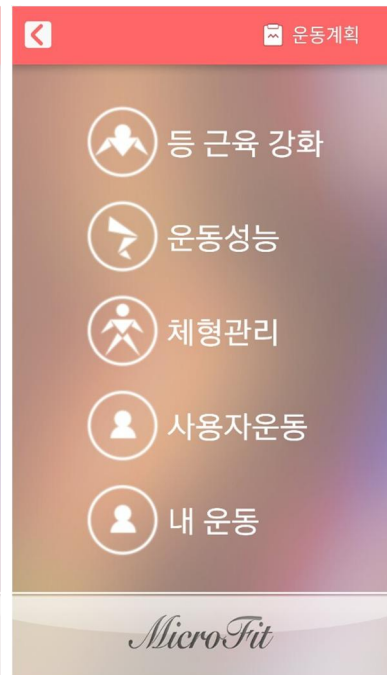 운동계획
등 근육 강화
운동성능
체형관리
사용자운동
내 운동
MicroFit